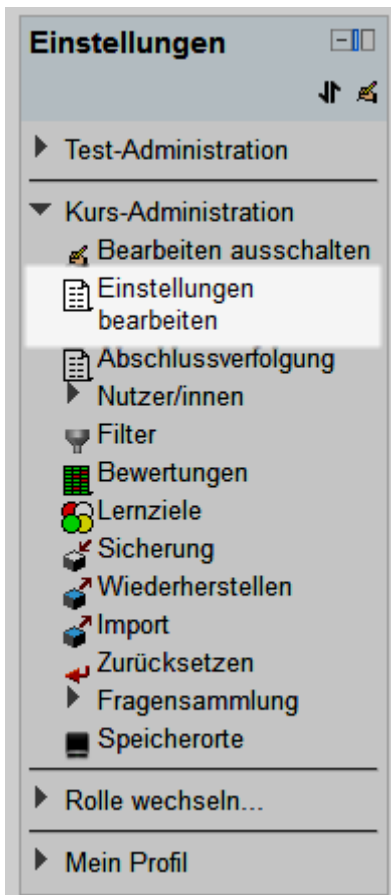 Einstellungen
Test-Administration
Kurs-Administration
Bearbeiten ausschalten
Einstellungen
bearbeiten
Abschlussverfolgung
Nutzer/innen
Filter
Bewertungen
Lernziele
Sicherung
Wiederherstellen
Import
Zurücksetzen
Fragensammlung
Speicherorte
Rolle wechseln...
Mein Profil